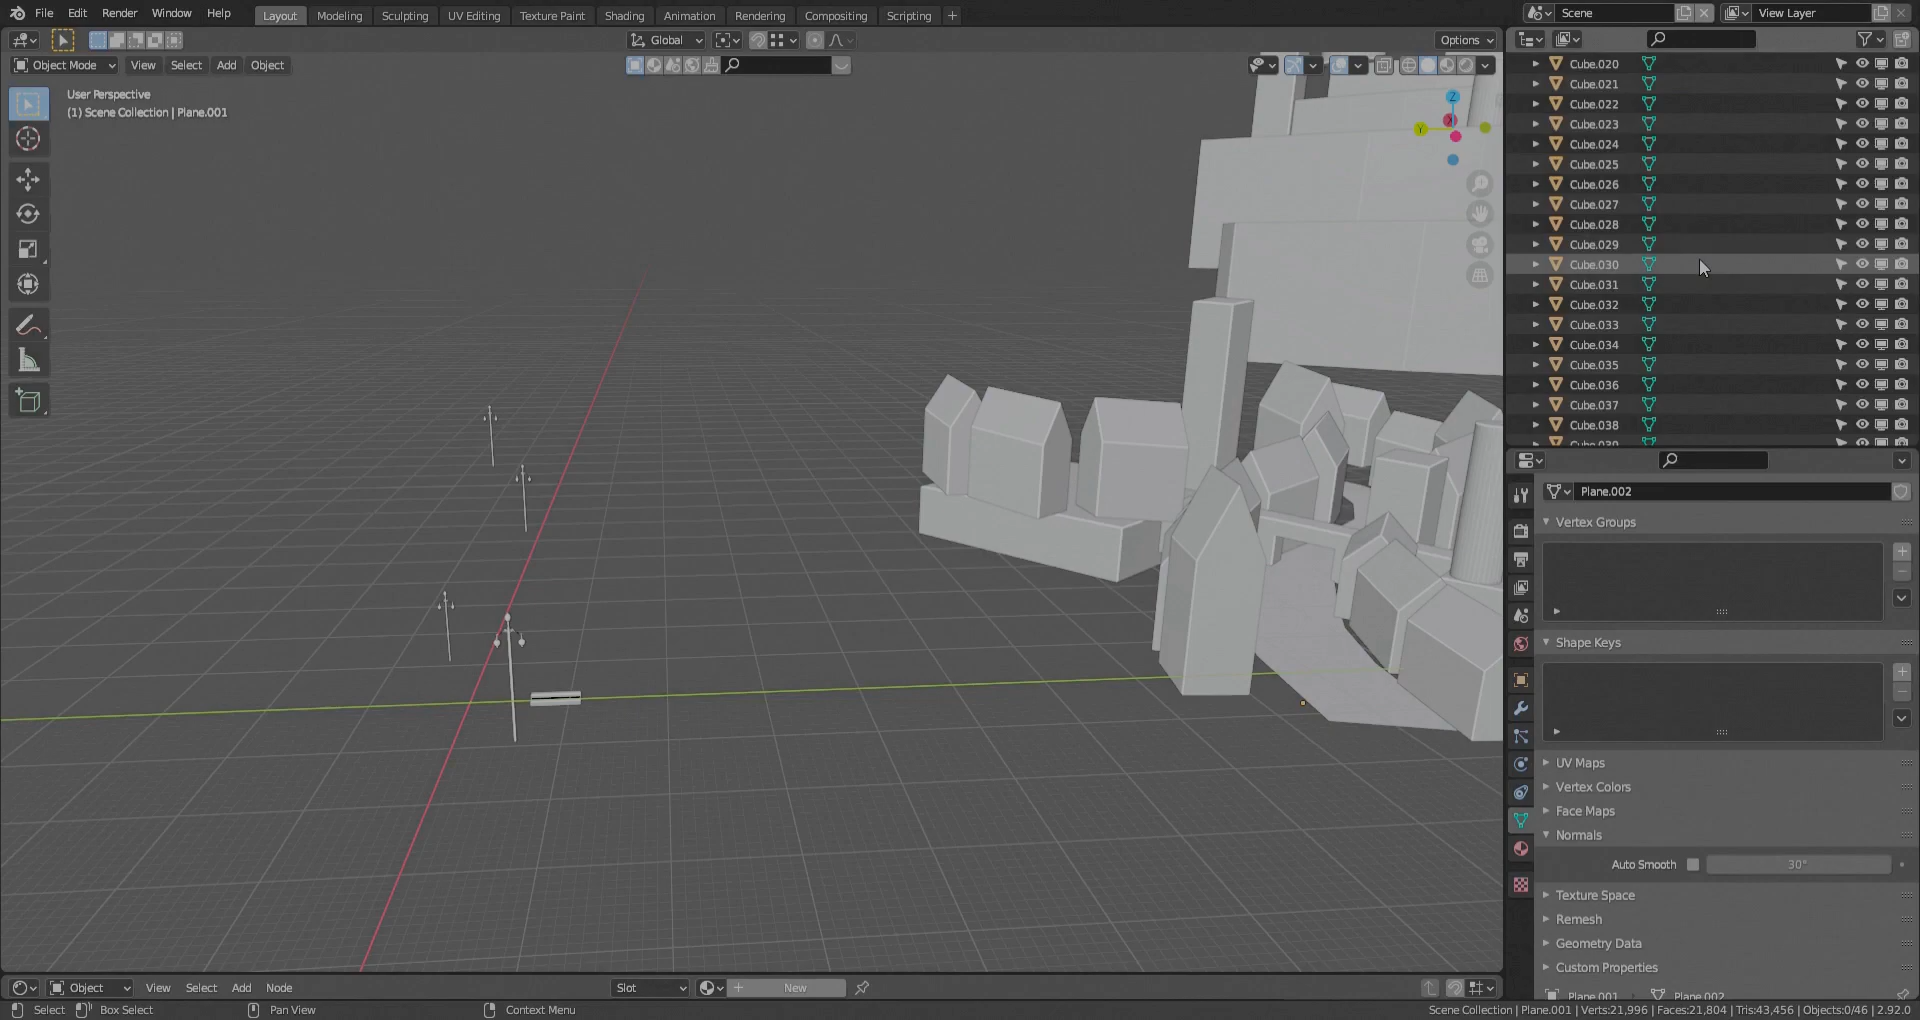 File Edit Render Window Help Layout Modeling Sculpting UV Editing Texture Paint Shading Animation Rendering Compositing Scripting + Scene View Layer
Global Options
Object Mode View Select Add Object
User Perspective
(1) Scene Collection | Plane.001
Z
Y
X
Cube.020
Cube.021
Cube.022
Cube.023
Cube.024
Cube.025
Cube.026
Cube.027
Cube.028
Cube.029
Cube.030
Cube.031
Cube.032
Cube.033
Cube.034
Cube.035
Cube.036
Cube.037
Cube.038
Cube.039
Plane.002
Vertex Groups
Shape Keys
UV Maps
Vertex Colors
Face Maps
Normals
Auto Smooth 30°
Texture Space
Remesh
Geometry Data
Custom Properties
Plane.001 Plane.002
Object View Select Add Node Slot + New
Select Box Select Pan View Context Menu Scene Collection | Plane.001 | Verts:21,996 | Faces:21,804 | Tris:43,456 | Objects:0/46 | 2.92.0